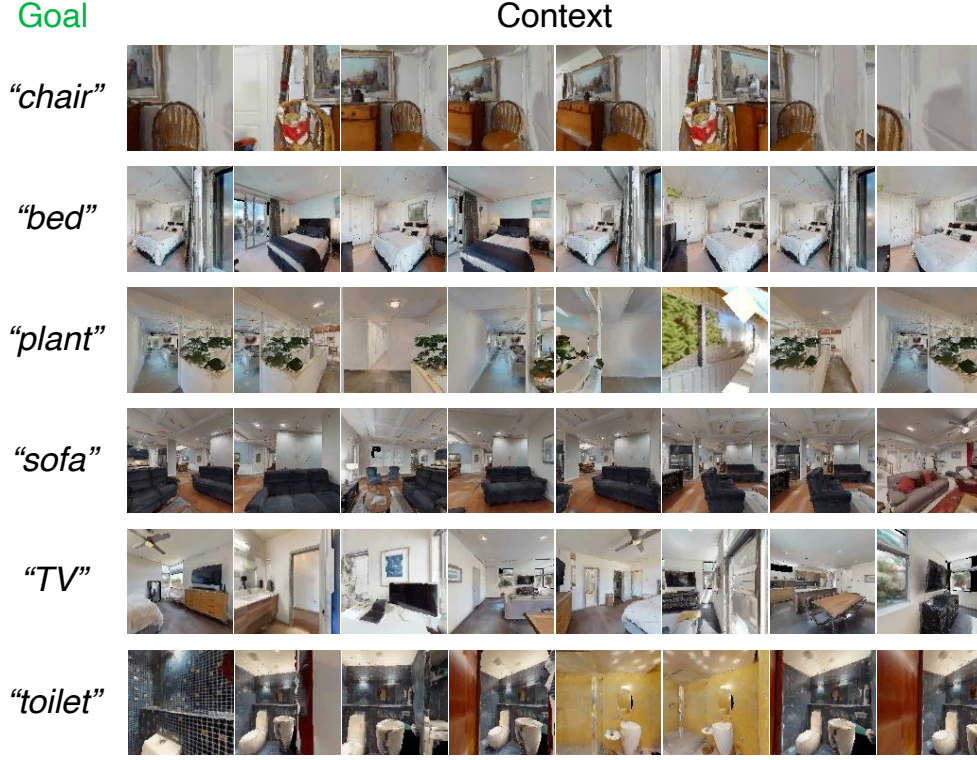 Goal Context
“chair”
“bed”
“plant”
“sofa”
“TV”
“toilet”